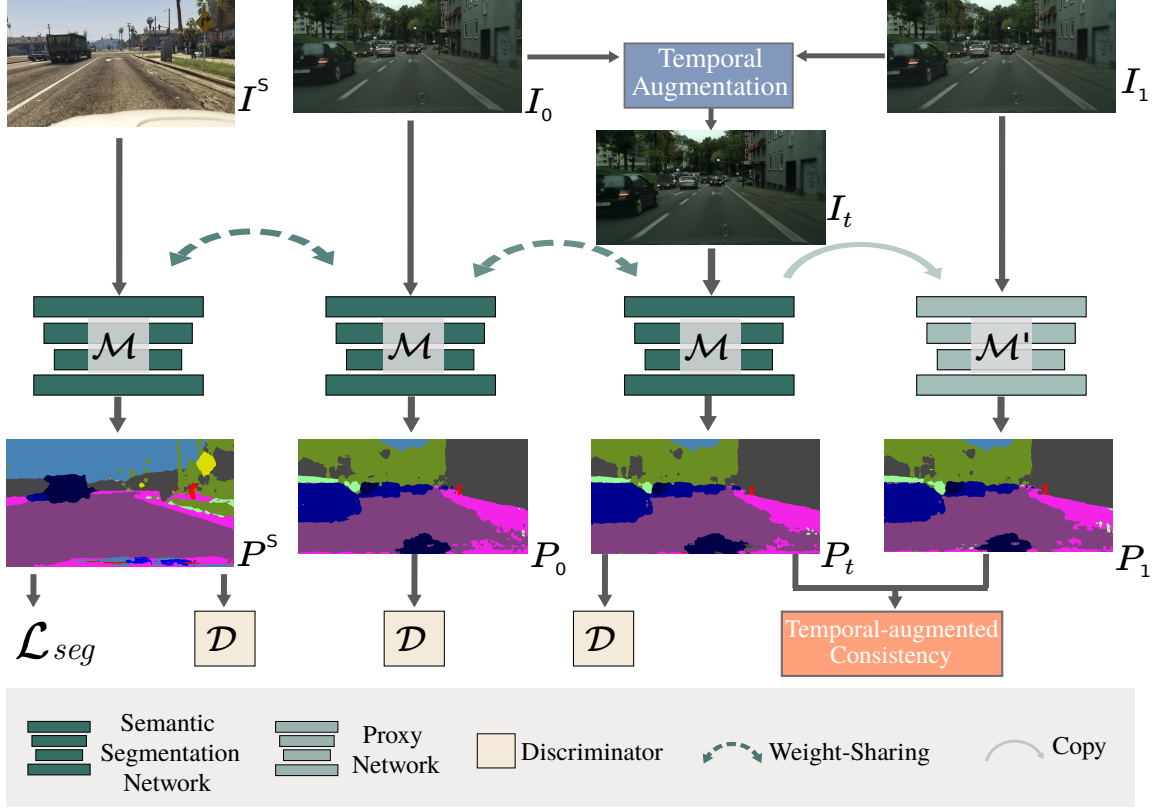 I^S
I_0
Temporal
Augmentation
I_1
I_t
M
M
M
M'
P^S
P_0
P_t
P_1
L_seg
D
D
D
Temporal-augmented
Consistency
Semantic
Segmentation
Network
Proxy
Network
Discriminator
Weight-Sharing
Copy